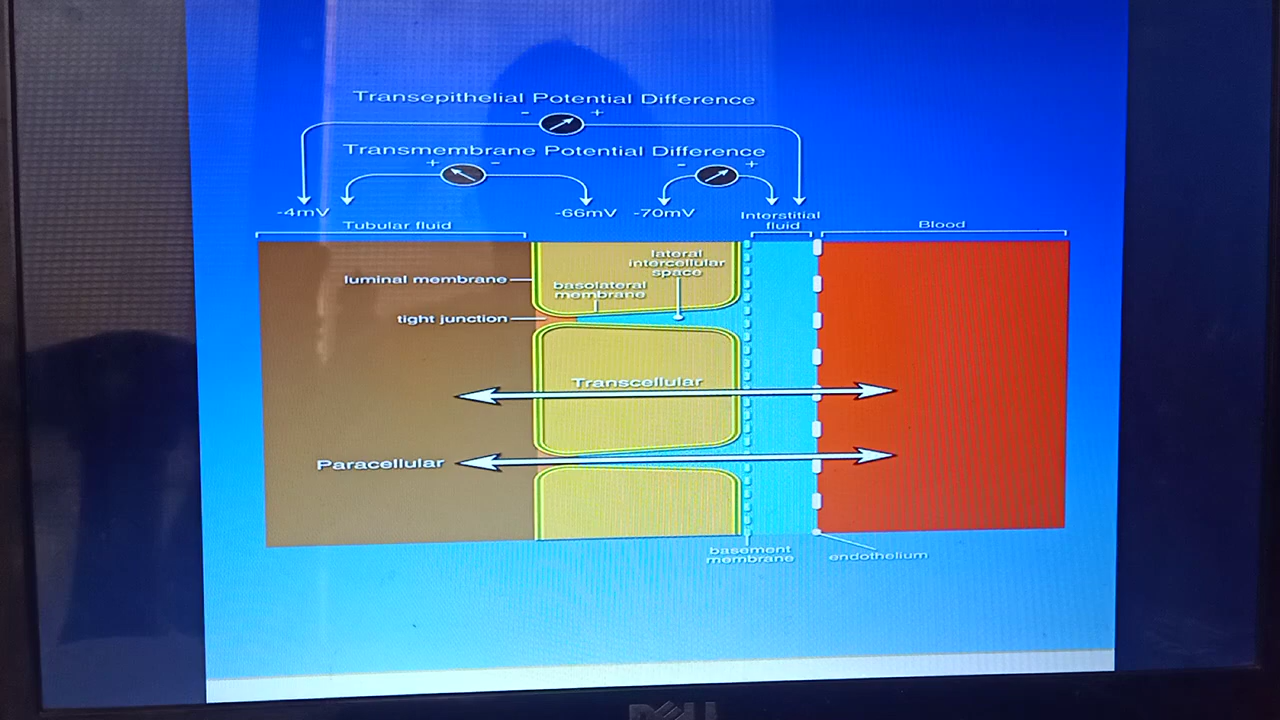 Transepithelial Potential Difference
- +
Transmembrane Potential Difference
+ - - +
-4mV -66mV -70mV
Interstitial
fluid
Tubular fluid
Blood
lateral
intercellular
space
luminal membrane
basolateral
membrane
tight junction
Transcellular
Paracellular
basement
membrane
endothelium
DELL